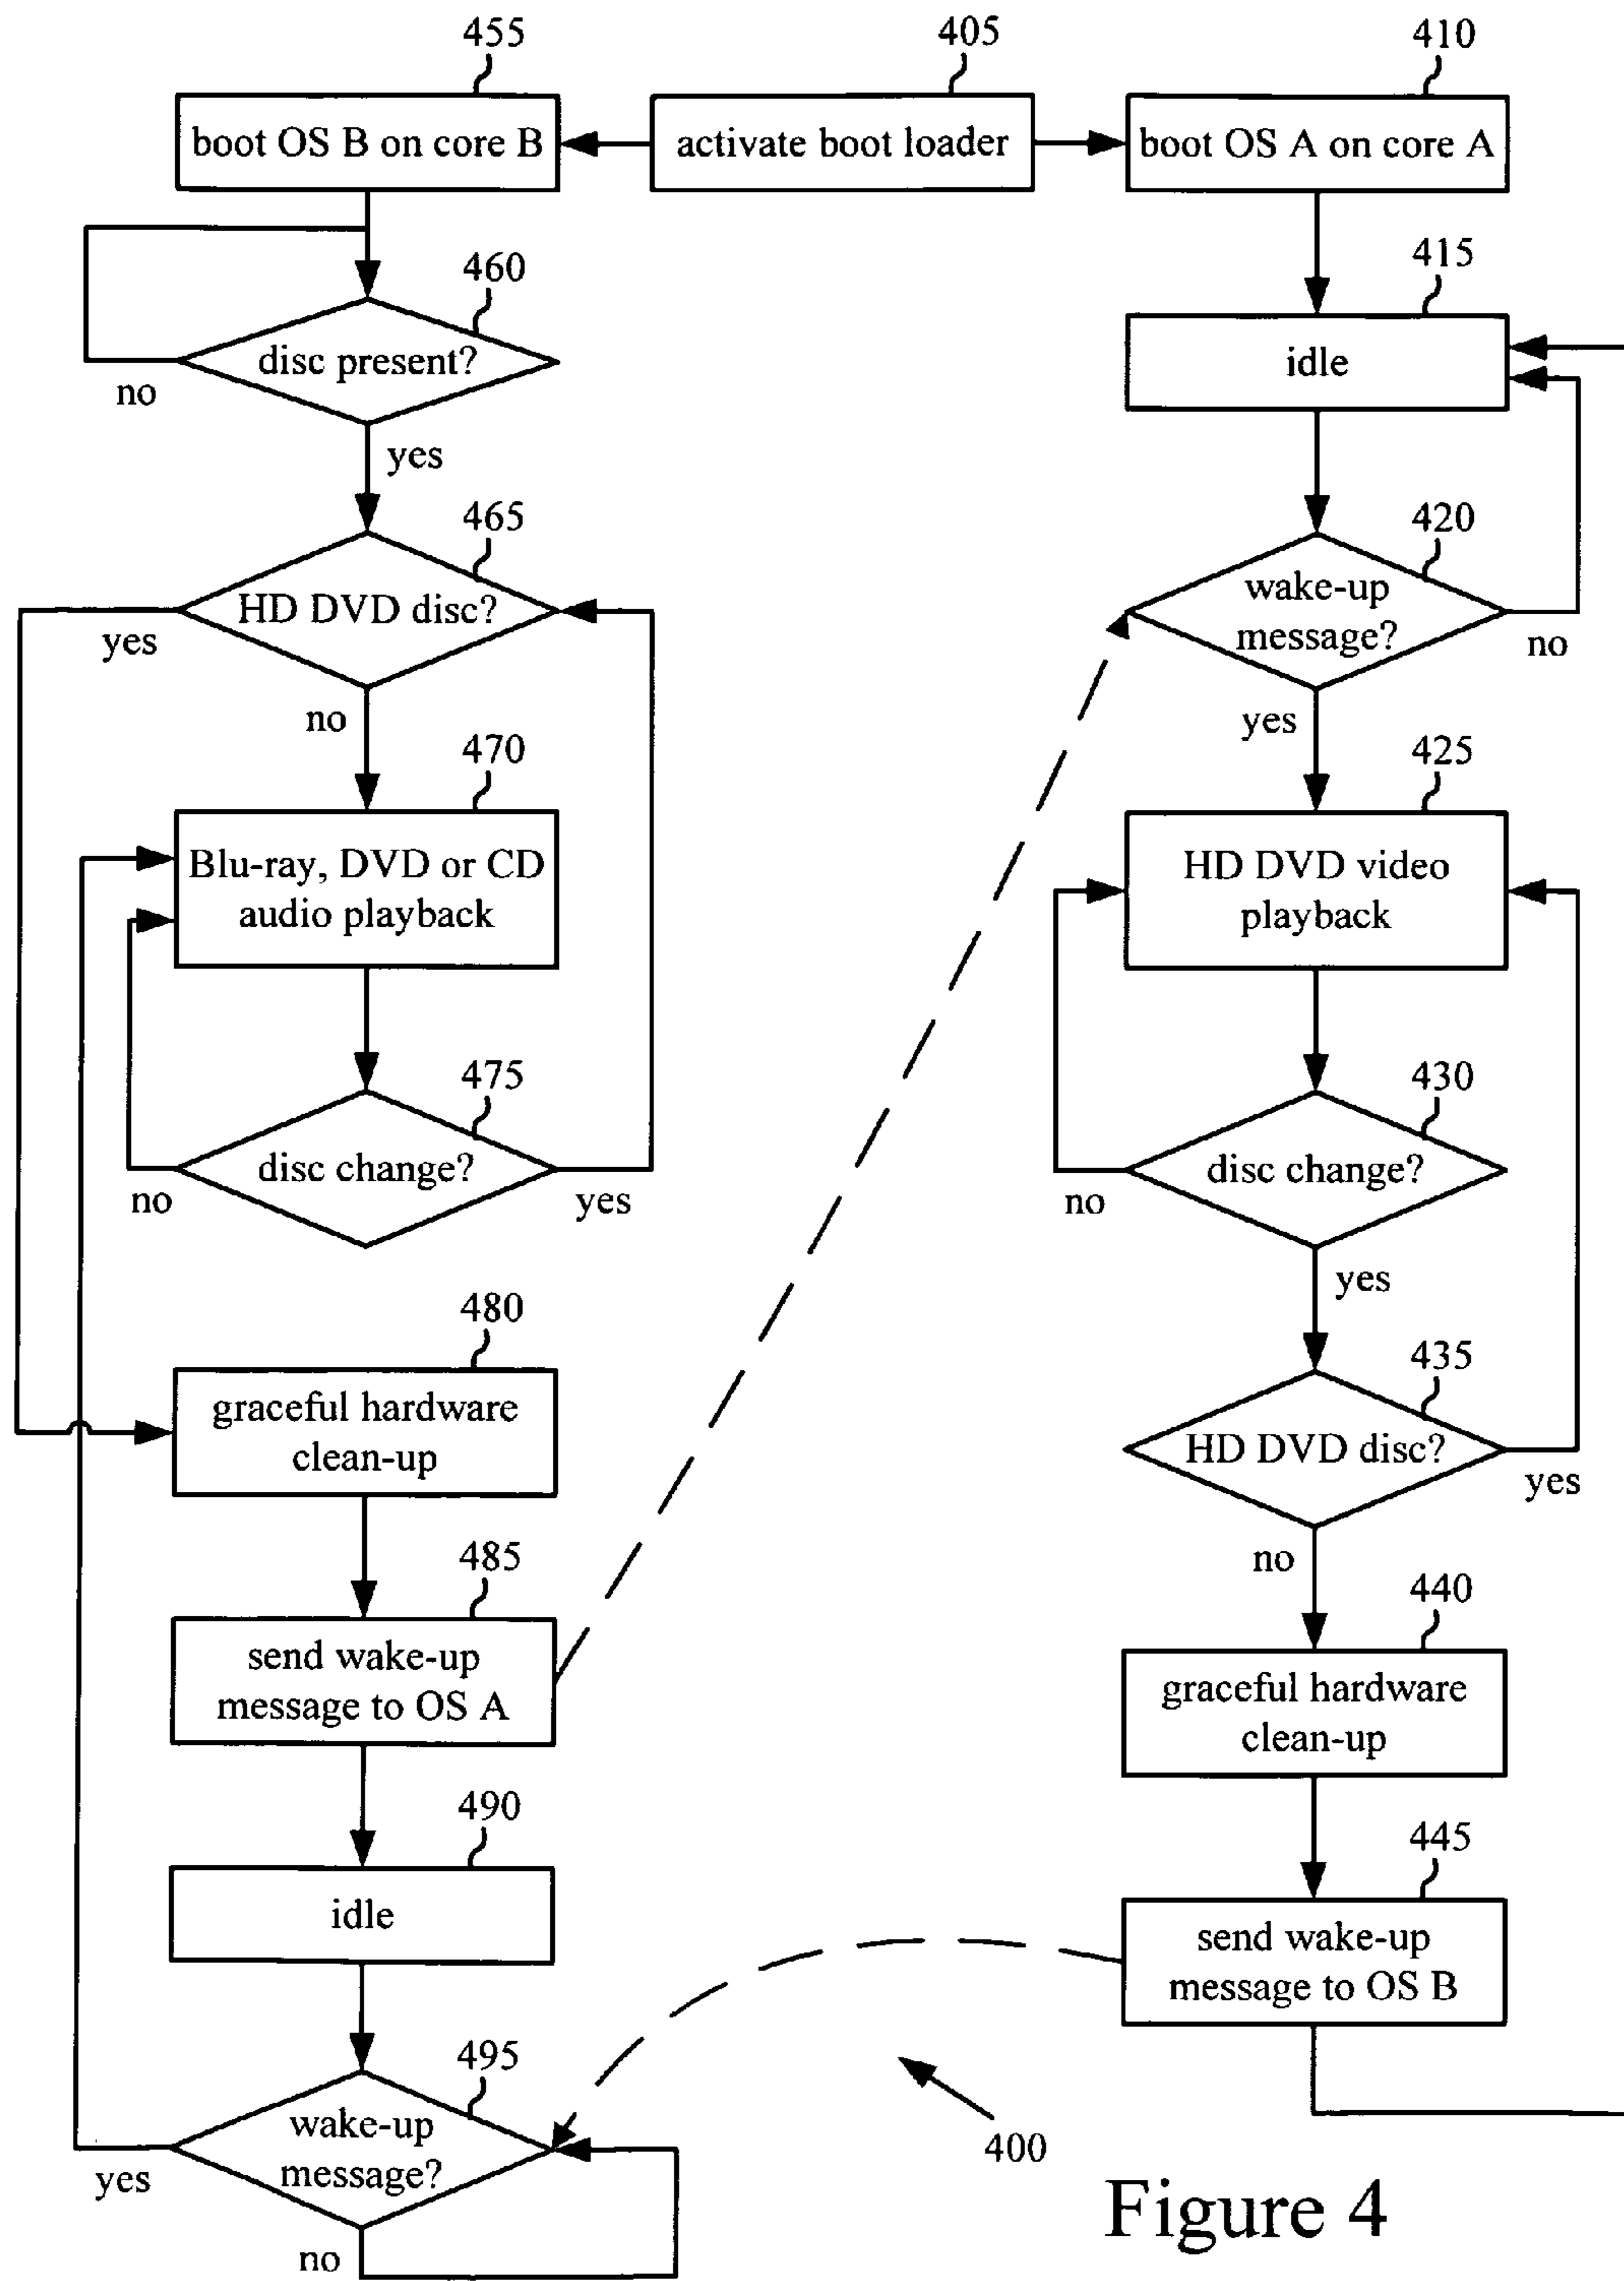 455
405
410
boot OS B on core B
activate boot loader
boot OS A on core A
460
disc present?
no
yes
465
HD DVD disc?
yes
no
470
Blu-ray, DVD or CD
audio playback
475
disc change?
no
yes
480
graceful hardware
clean-up
485
send wake-up
message to OS A
490
idle
495
wake-up
message?
yes
no
415
idle
420
wake-up
message?
no
yes
425
HD DVD video
playback
430
disc change?
no
yes
435
HD DVD disc?
yes
no
440
graceful hardware
clean-up
445
send wake-up
message to OS B
400
Figure 4